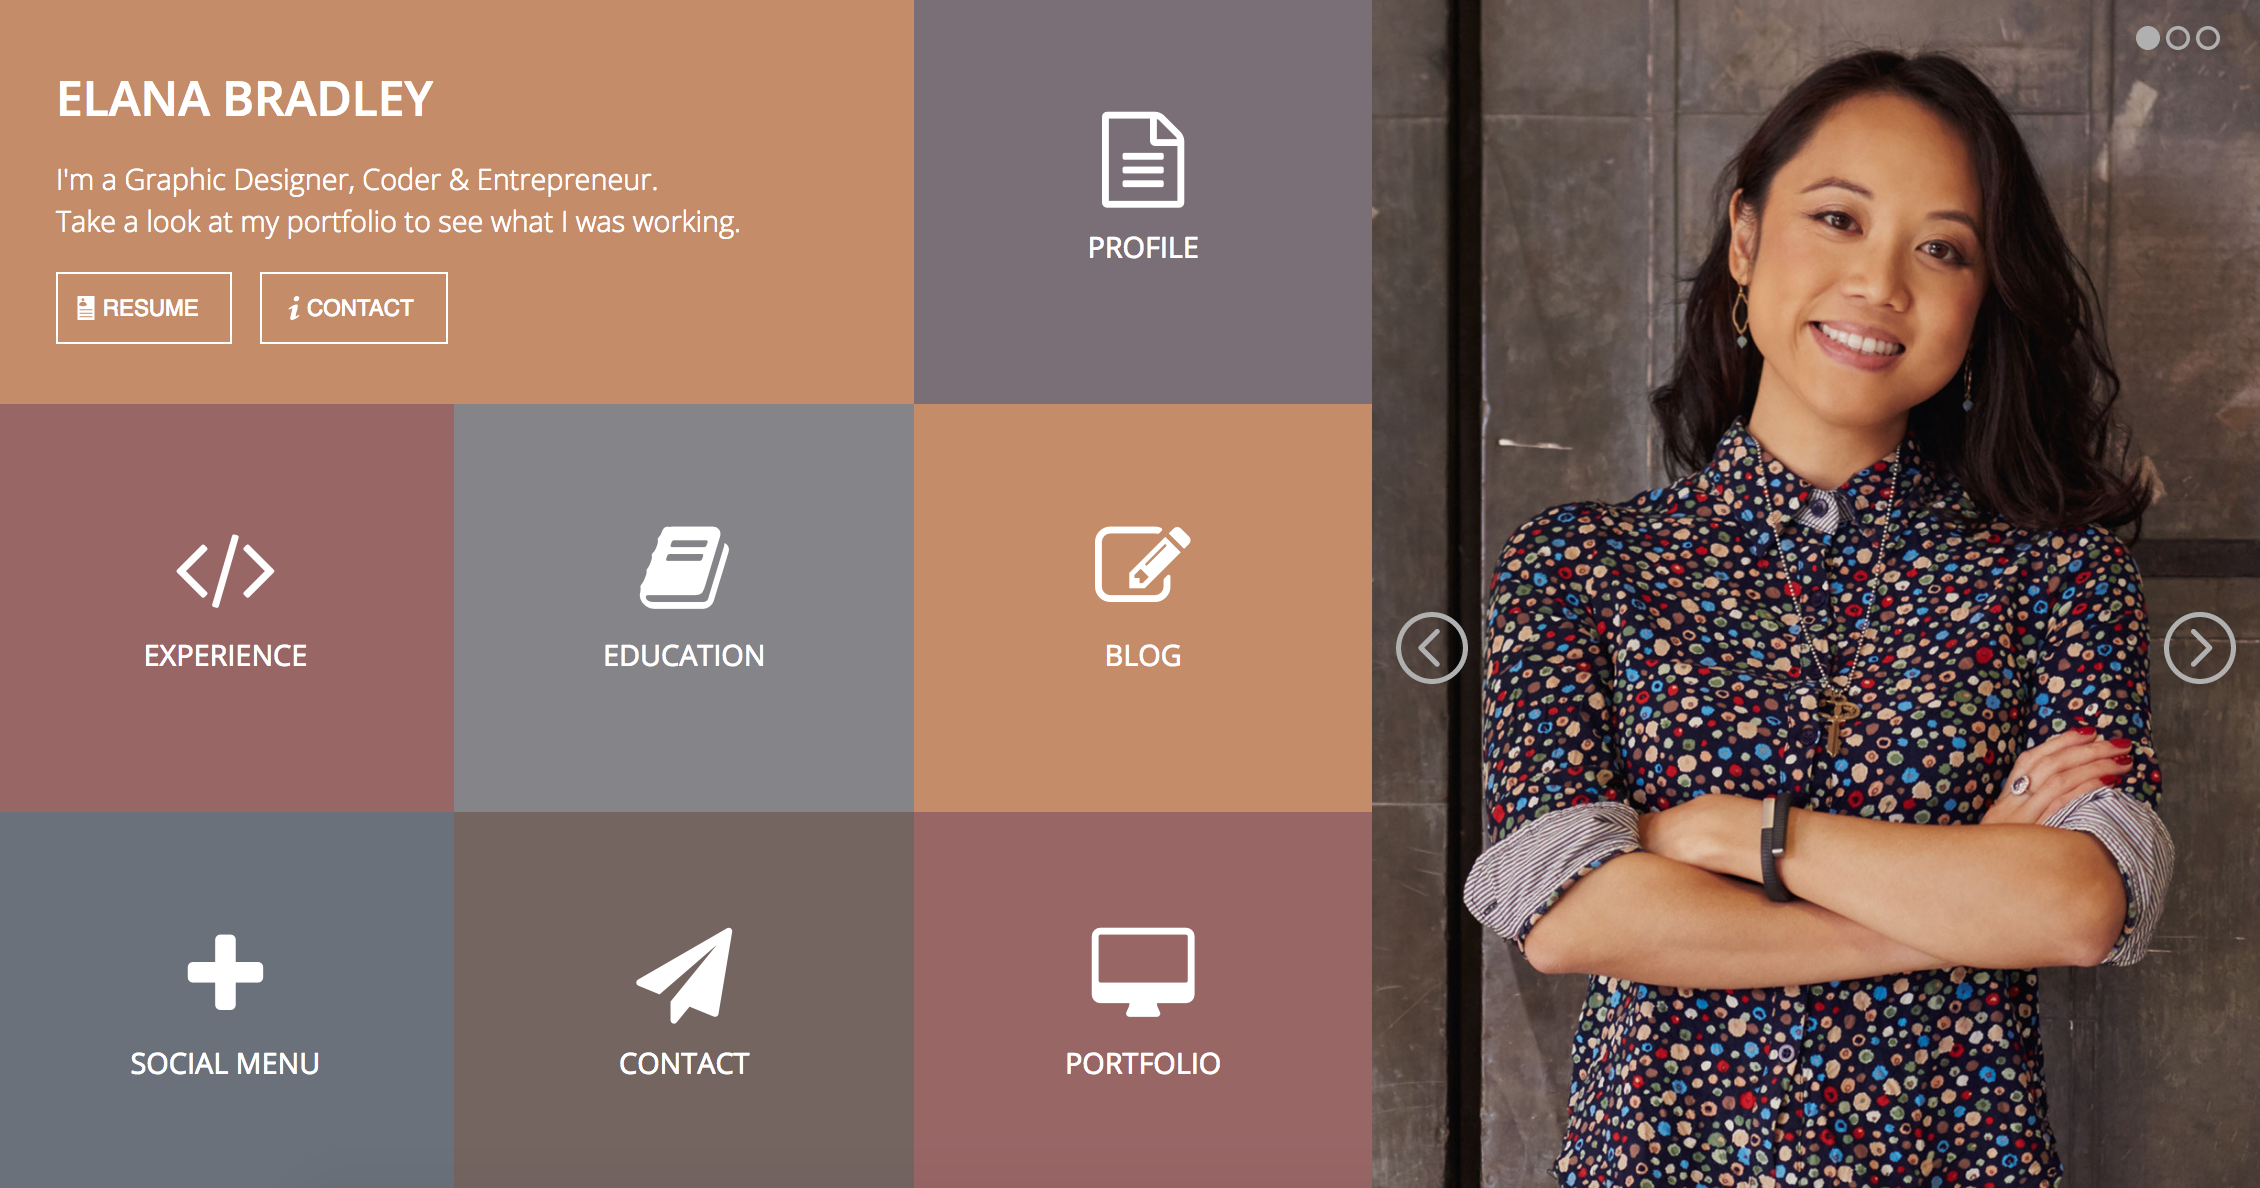 ELANA BRADLEY
I'm a Graphic Designer, Coder & Entrepreneur.
Take a look at my portfolio to see what I was working.
RESUME
CONTACT
PROFILE
EXPERIENCE
EDUCATION
BLOG
SOCIAL MENU
CONTACT
PORTFOLIO